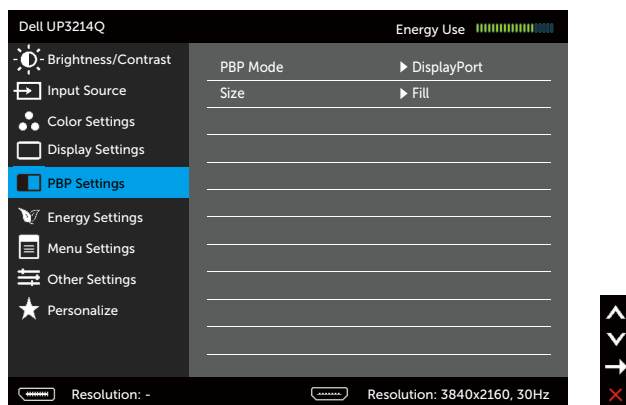 Dell UP3214Q
Energy Use
Brightness/Contrast
Input Source
Color Settings
Display Settings
PBP Settings
Energy Settings
Menu Settings
Other Settings
Personalize
PBP Mode
DisplayPort
Size
Fill
Resolution: -
Resolution: 3840x2160, 30Hz